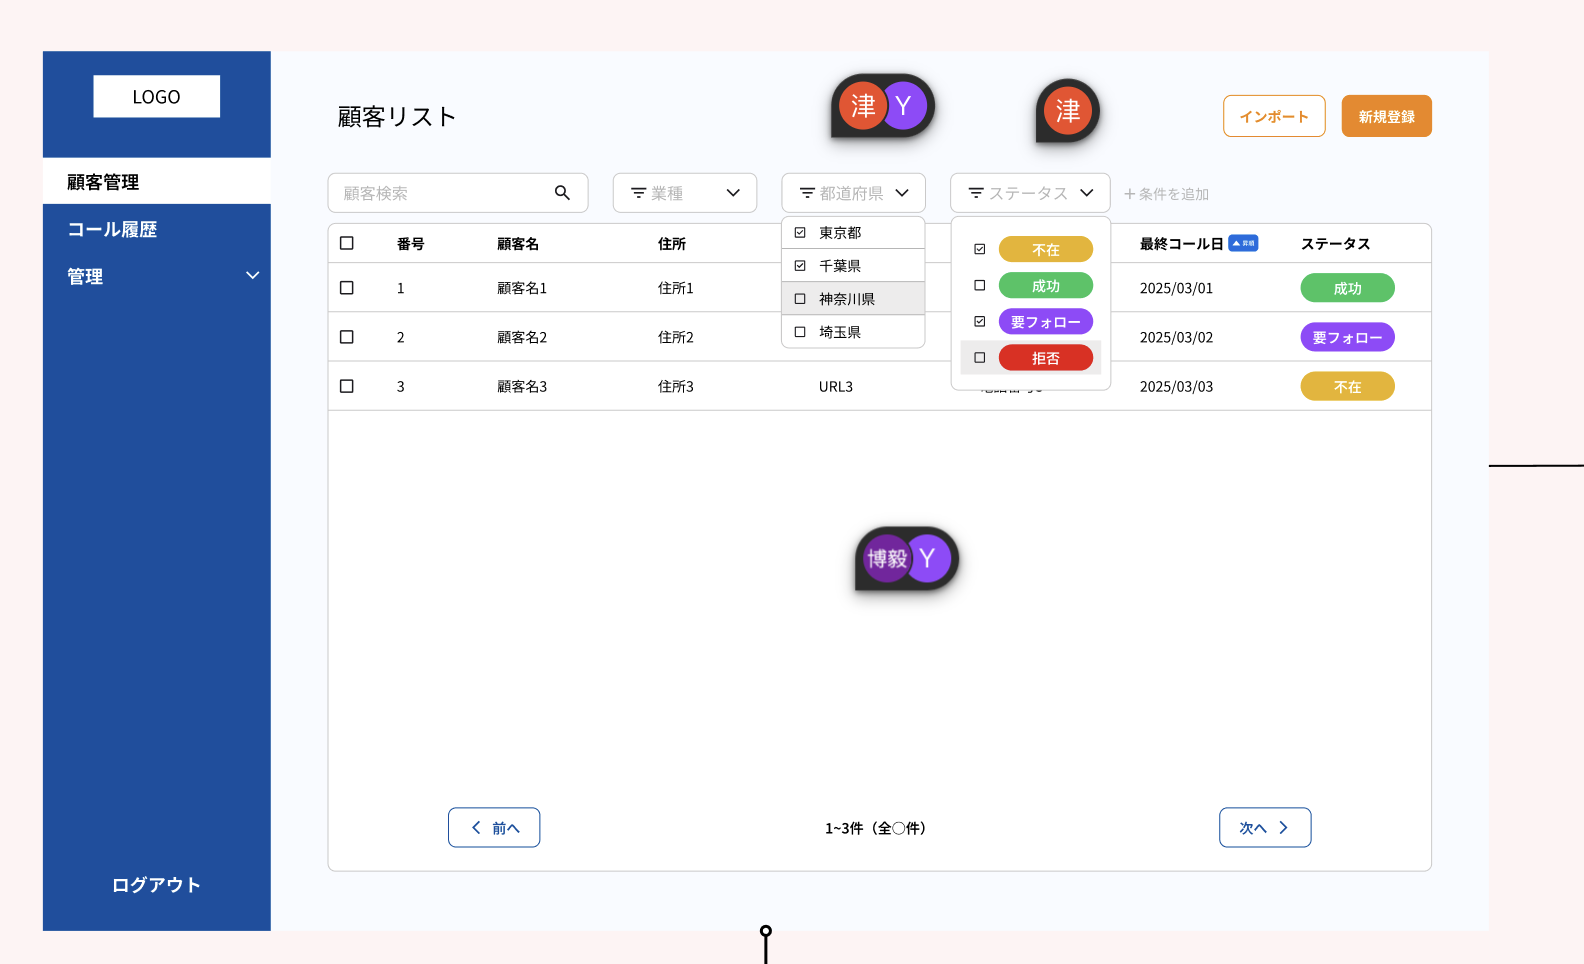 LOGO
顧客管理
コール履歴
管理
ログアウト
顧客リスト
津 Y
津
インポート
新規登録
顧客検索
業種
都道府県
ステータス
+条件を追加
番号 顧客名 住所 最終コール日 昇順 ステータス
1 顧客名1 住所1 2025/03/01 成功
2 顧客名2 住所2 2025/03/02 要フォロー
3 顧客名3 住所3 URL3 2025/03/03 不在
東京都
千葉県
神奈川県
埼玉県
不在
成功
要フォロー
拒否
博毅 Y
前へ
1~3件（全○件）
次へ